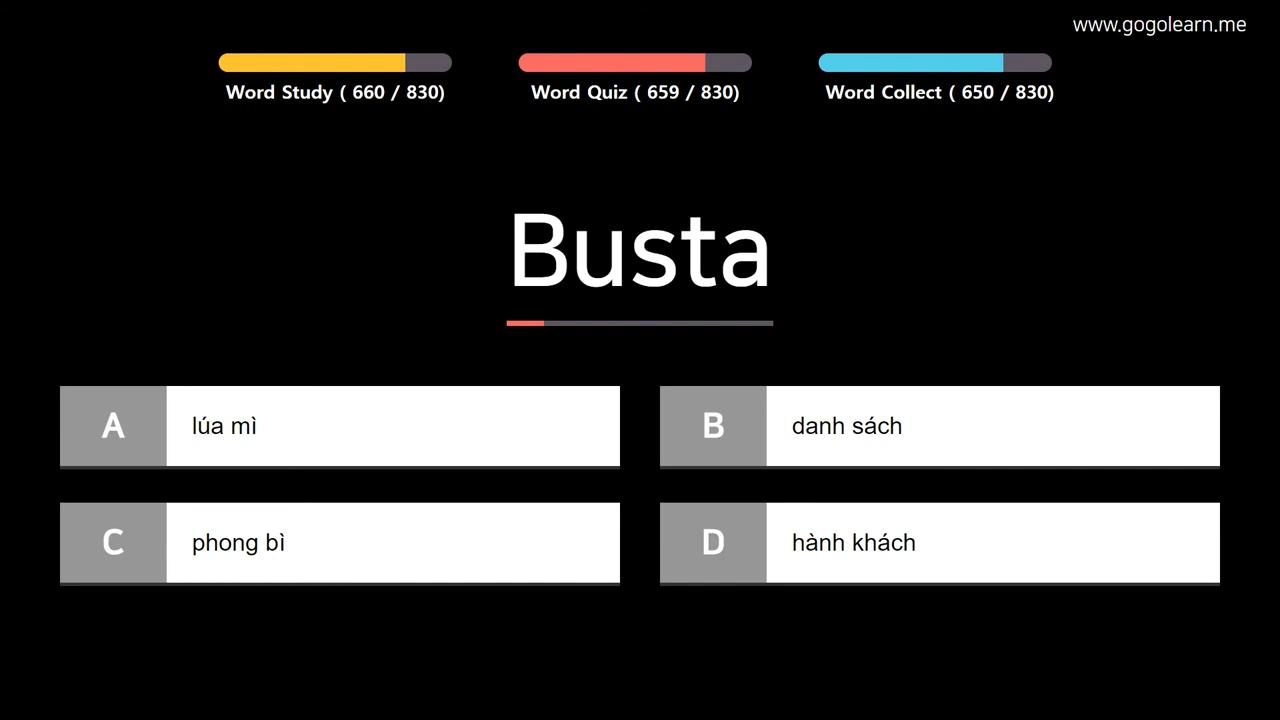 www.gogolearn.me
Word Study ( 660 / 830)
Word Quiz ( 659 / 830)
Word Collect ( 650 / 830)
Busta
A lúa mì
B danh sách
C phong bì
D hành khách